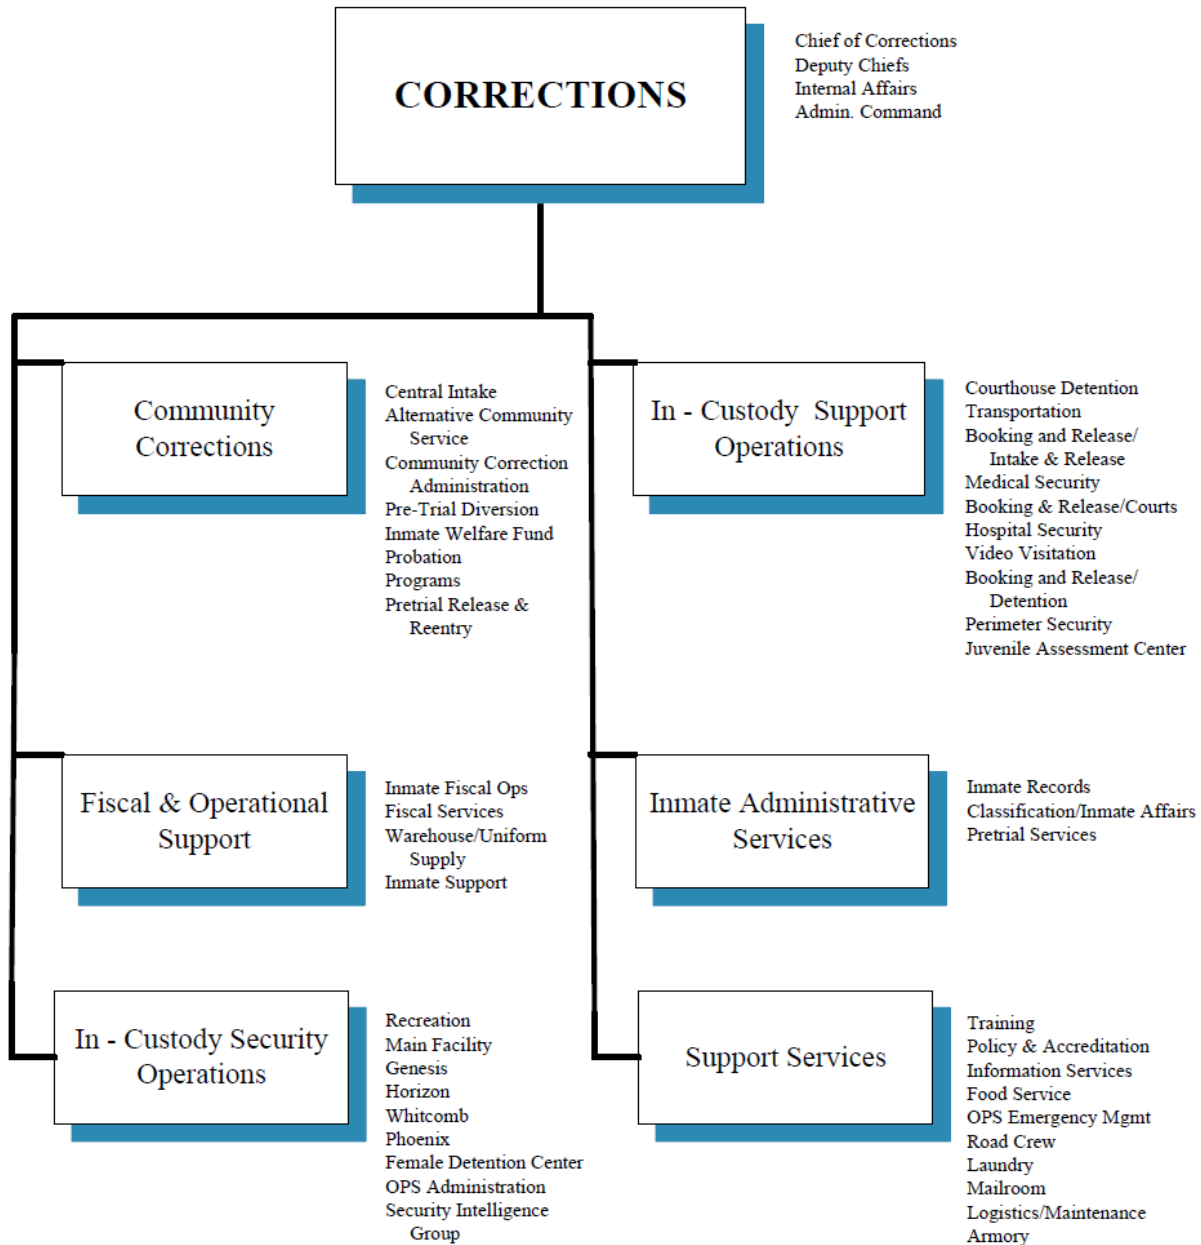 CORRECTIONS
Chief of Corrections
Deputy Chiefs
Internal Affairs
Admin. Command
Community
Corrections
Central Intake
Alternative Community
Service
Community Correction
Administration
Pre-Trial Diversion
Inmate Welfare Fund
Probation
Programs
Pretrial Release &
Reentry
In - Custody Support
Operations
Courthouse Detention
Transportation
Booking and Release/
Intake & Release
Medical Security
Booking & Release/Courts
Hospital Security
Video Visitation
Booking and Release/
Detention
Perimeter Security
Juvenile Assessment Center
Fiscal & Operational
Support
Inmate Fiscal Ops
Fiscal Services
Warehouse/Uniform
Supply
Inmate Support
Inmate Administrative
Services
Inmate Records
Classification/Inmate Affairs
Pretrial Services
In - Custody Security
Operations
Recreation
Main Facility
Genesis
Horizon
Whitcomb
Phoenix
Female Detention Center
OPS Administration
Security Intelligence
Group
Support Services
Training
Policy & Accreditation
Information Services
Food Service
OPS Emergency Mgmt
Road Crew
Laundry
Mailroom
Logistics/Maintenance
Armory